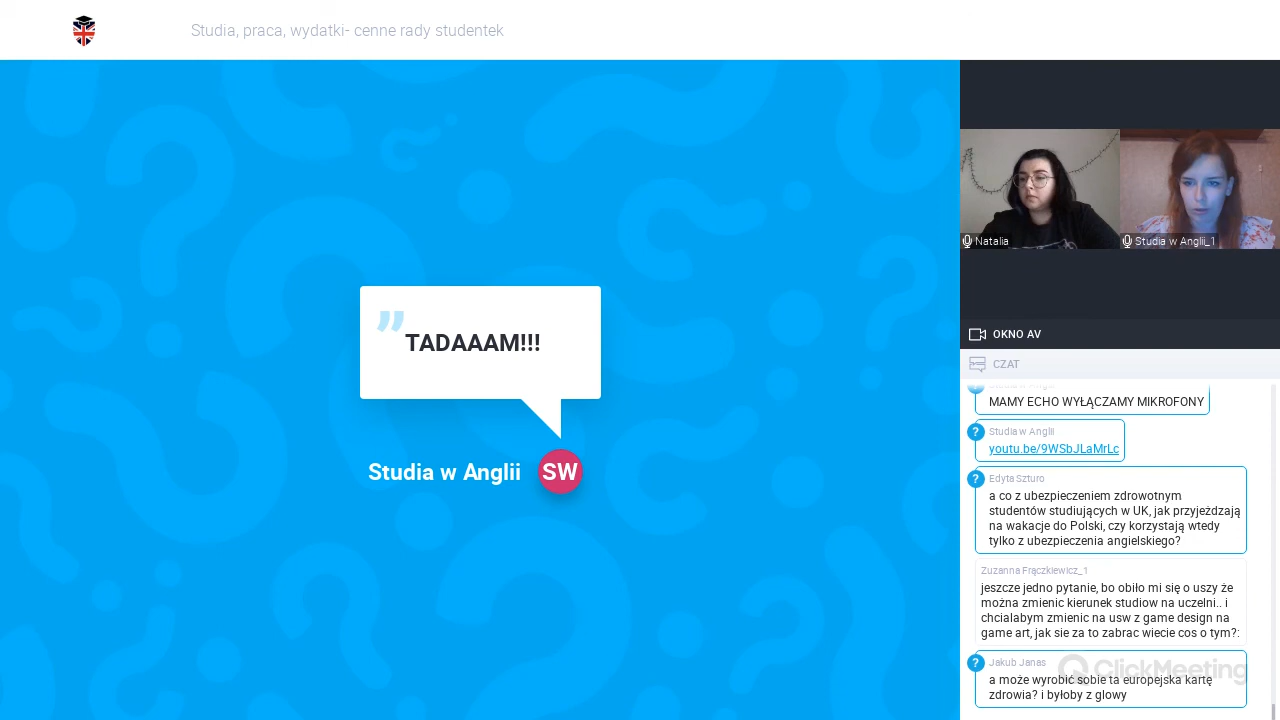 Studia, praca, wydatki- cenne rady studentek
”
TADAAAM!!!
Studia w Anglii
SW
Natalia
Studia w Anglii_1
OKNO AV
CZAT
?
Studia w Anglii
MAMY ECHO WYŁĄCZAMY MIKROFONY
?
Studia w Anglii
youtu.be/9WSbJLaMrLc
?
Edyta Szturo
a co z ubezpieczeniem zdrowotnym
studentów studiujących w UK, jak przyjeżdzają
na wakacje do Polski, czy korzystają wtedy
tylko z ubezpieczenia angielskiego?
Zuzanna Frączkiewicz_1
jeszcze jedno pytanie, bo obiło mi się o uszy że
można zmienic kierunek studiow na uczelni.. i
chcialabym zmienic na usw z game design na
game art, jak sie za to zabrac wiecie cos o tym?:
?
Jakub Janas
a może wyrobić sobie ta europejska kartę
zdrowia? i byłoby z glowy
ClickMeeting